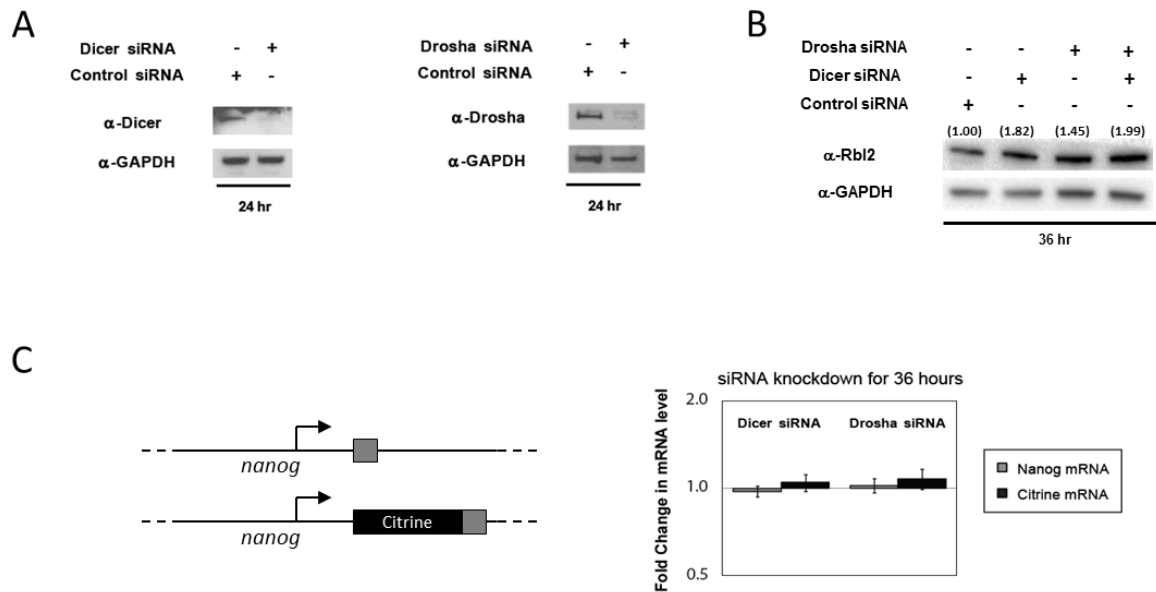 A
Dicer siRNA - +
Control siRNA + -
α-Dicer
α-GAPDH
24 hr
Drosha siRNA - +
Control siRNA + -
α-Drosha
α-GAPDH
24 hr
B
Drosha siRNA - - + +
Dicer siRNA - + - +
Control siRNA + - - -
(1.00) (1.82) (1.45) (1.99)
α-Rbl2
α-GAPDH
36 hr
C
nanog
Citrine
nanog
siRNA knockdown for 36 hours
Fold Change in mRNA level
2.0
1.0
0.5
Dicer siRNA Drosha siRNA
Nanog mRNA
Citrine mRNA